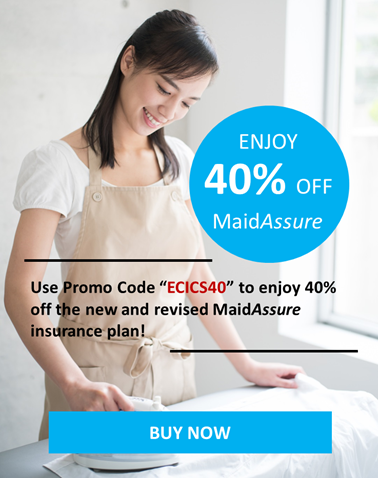 ENJOY
40% OFF
MaidAssure
Use Promo Code “ECICS40” to enjoy 40%
off the new and revised MaidAssure
insurance plan!
BUY NOW